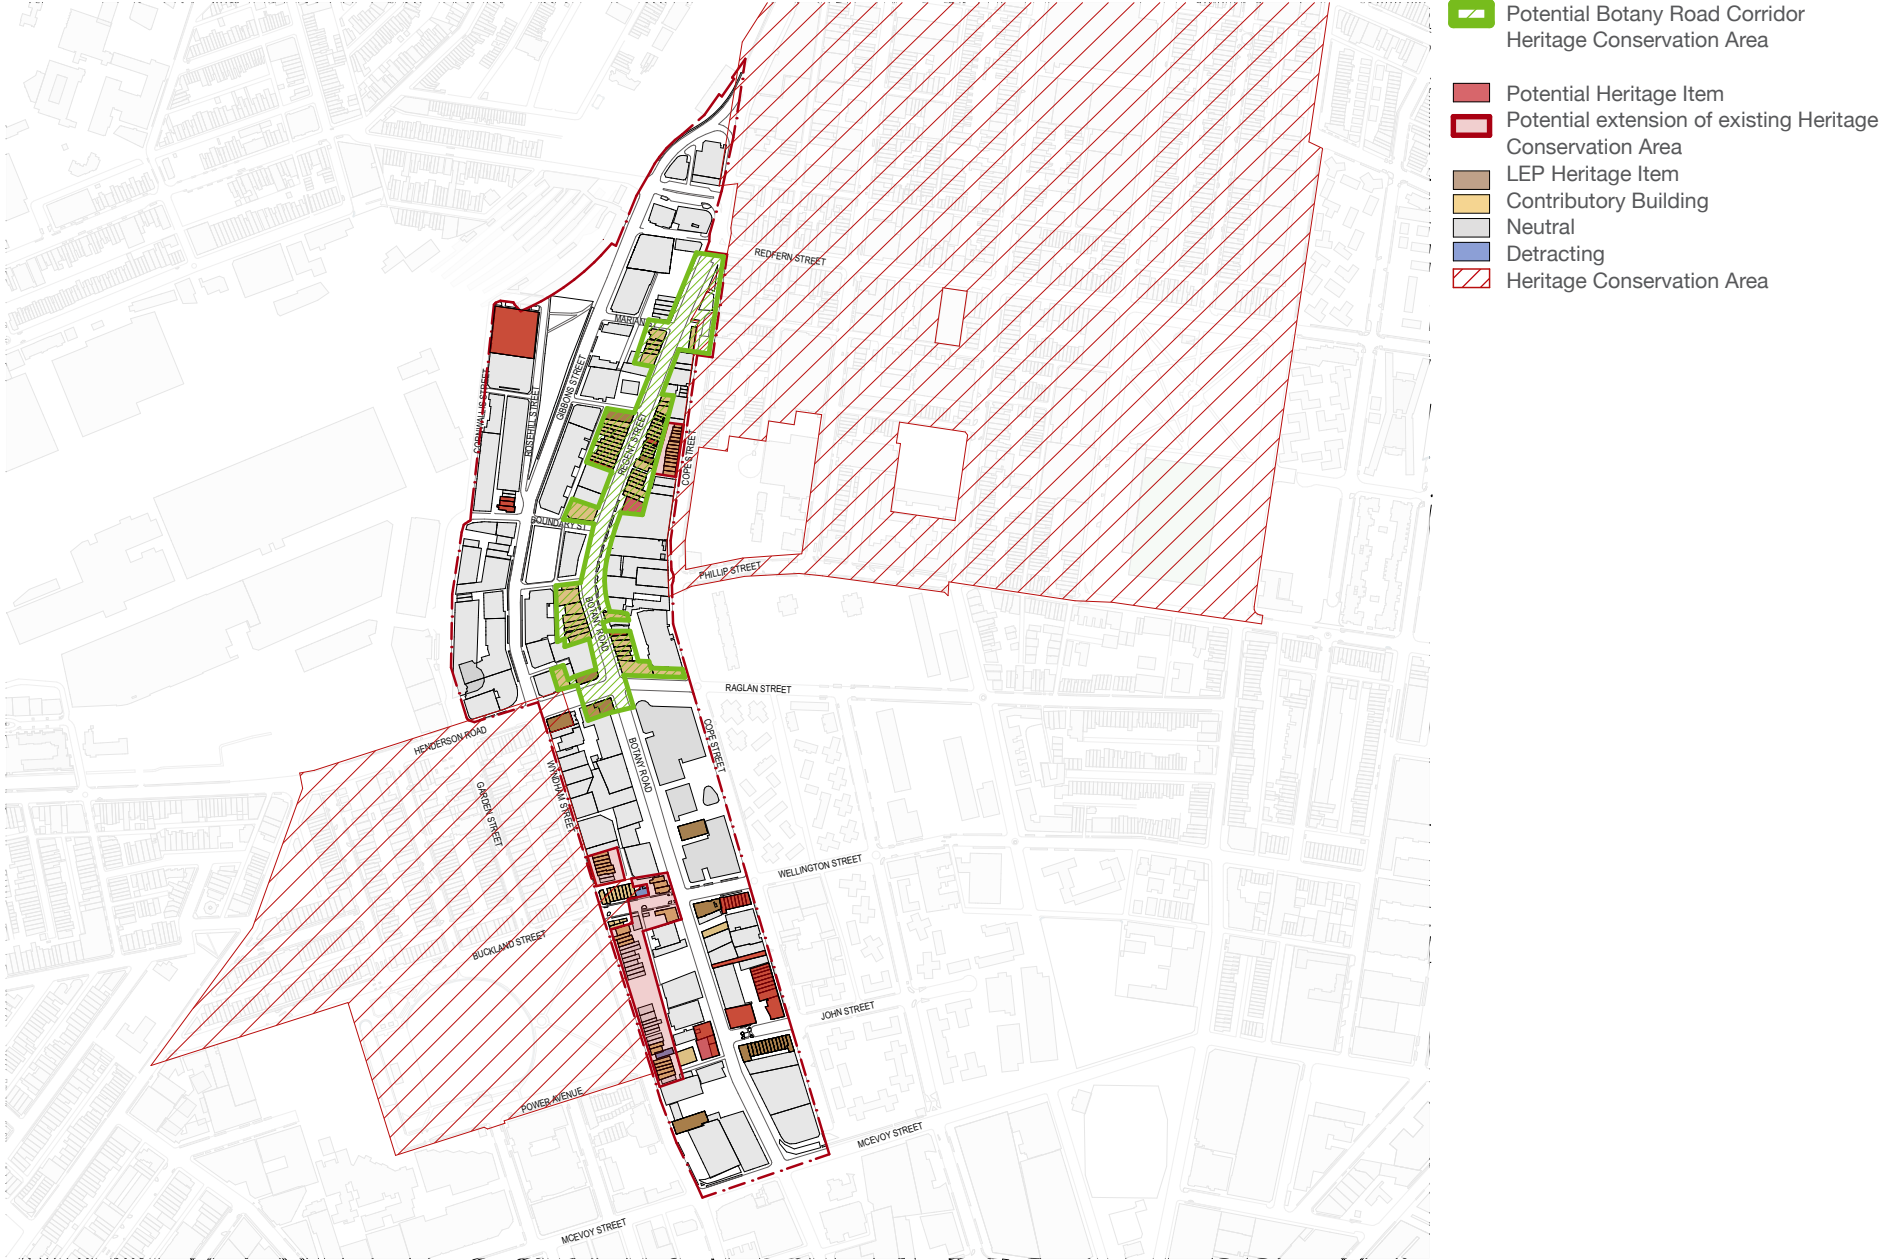 Potential Botany Road Corridor
Heritage Conservation Area
Potential Heritage Item
Potential extension of existing Heritage
Conservation Area
LEP Heritage Item
Contributory Building
Neutral
Detracting
Heritage Conservation Area
REDFERN STREET
MARIAN
GIBBONS STREET
CORNWALLIS STREET
ROSEHILL STREET
REGENT STREET
COPE STREET
BOUNDARY ST
PHILLIP STREET
BOTANY ROAD
RAGLAN STREET
HENDERSON ROAD
BOTANY ROAD
COPE STREET
WYNDHAM STREET
GARDEN STREET
WELLINGTON STREET
BUCKLAND STREET
JOHN STREET
POWER AVENUE
MCEVOY STREET
MCEVOY STREET